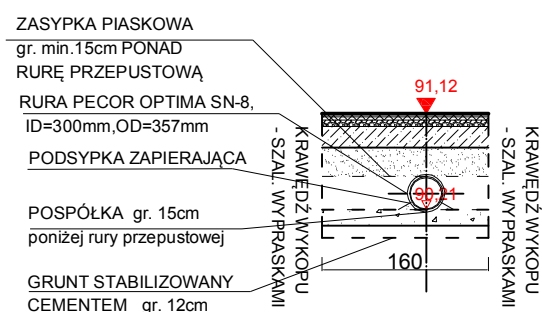 ZASYPKA PIASKOWA
gr. min.15cm PONAD
RURĘ PRZEPUSTOWĄ
RURA PECOR OPTIMA SN-8,
ID=300mm,OD=357mm
PODSYPKA ZAPIERAJĄCA
POSPÓŁKA gr. 15cm
poniżej rury przepustowej
GRUNT STABILIZOWANY
CEMENTEM gr. 12cm
91,12
90,21
160
KRAWĘDŹ WYKOPU
- SZAL. WYPRASKAMI
KRAWĘDŹ WYKOPU
- SZAL. WYPRASKAMI